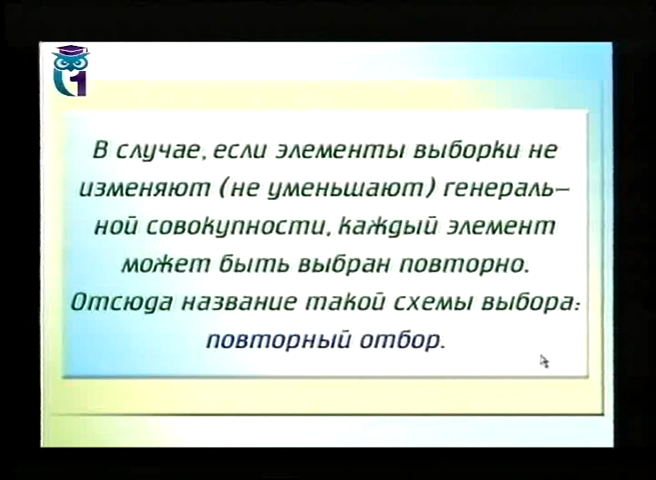 1
В случае, если элементы выборки не
изменяют (не уменьшают) генераль–
ной совокупности, каждый элемент
может быть выбран повторно.
Отсюда название такой схемы выбора:
повторный отбор.